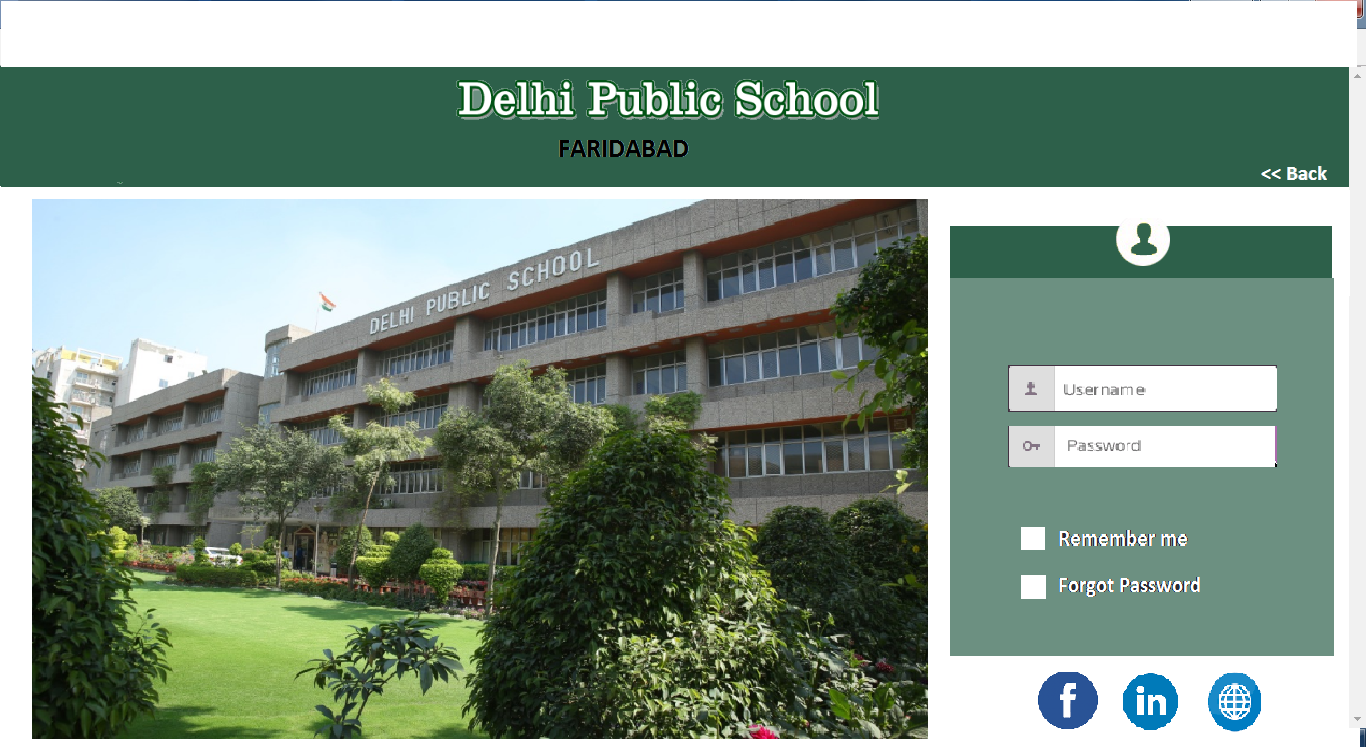 Delhi Public School
FARIDABAD
<< Back
DELHI PUBLIC SCHOOL
Username
Password
Remember me
Forgot Password
f
in